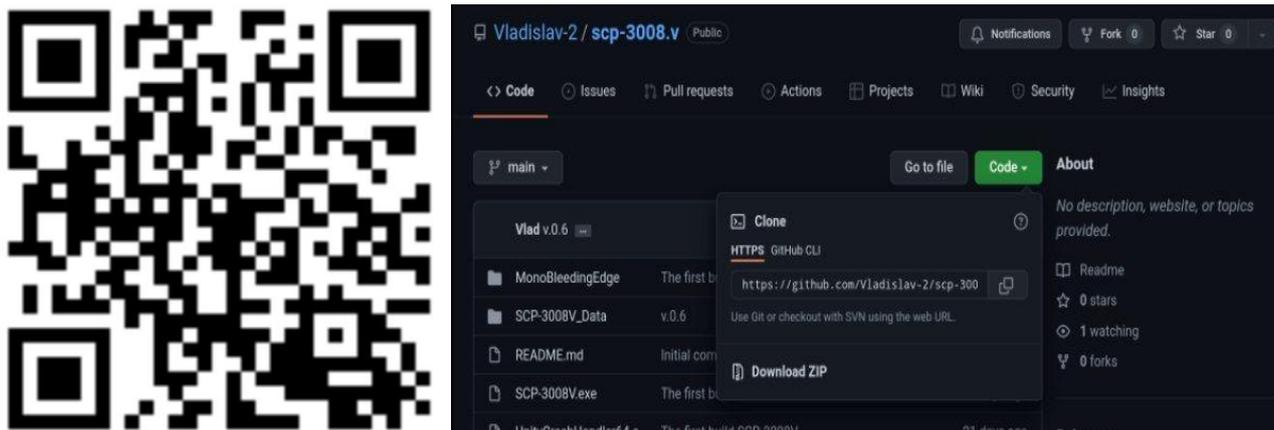 Vladislav-2 / scp-3008.v Public
Notifications Fork 0 Star 0
<> Code Issues Pull requests Actions Projects Wiki Security Insights
main
Go to file Code
About
No description, website, or topics
provided.
Readme
0 stars
1 watching
0 forks
Vlad v.0.6
Clone
HTTPS GitHub CLI
https://github.com/Vladislav-2/scp-300
Use Git or checkout with SVN using the web URL.
Download ZIP
MonoBleedingEdge The first
SCP-3008V_Data v.0.6
README.md Initial com
SCP-3008V.exe The first